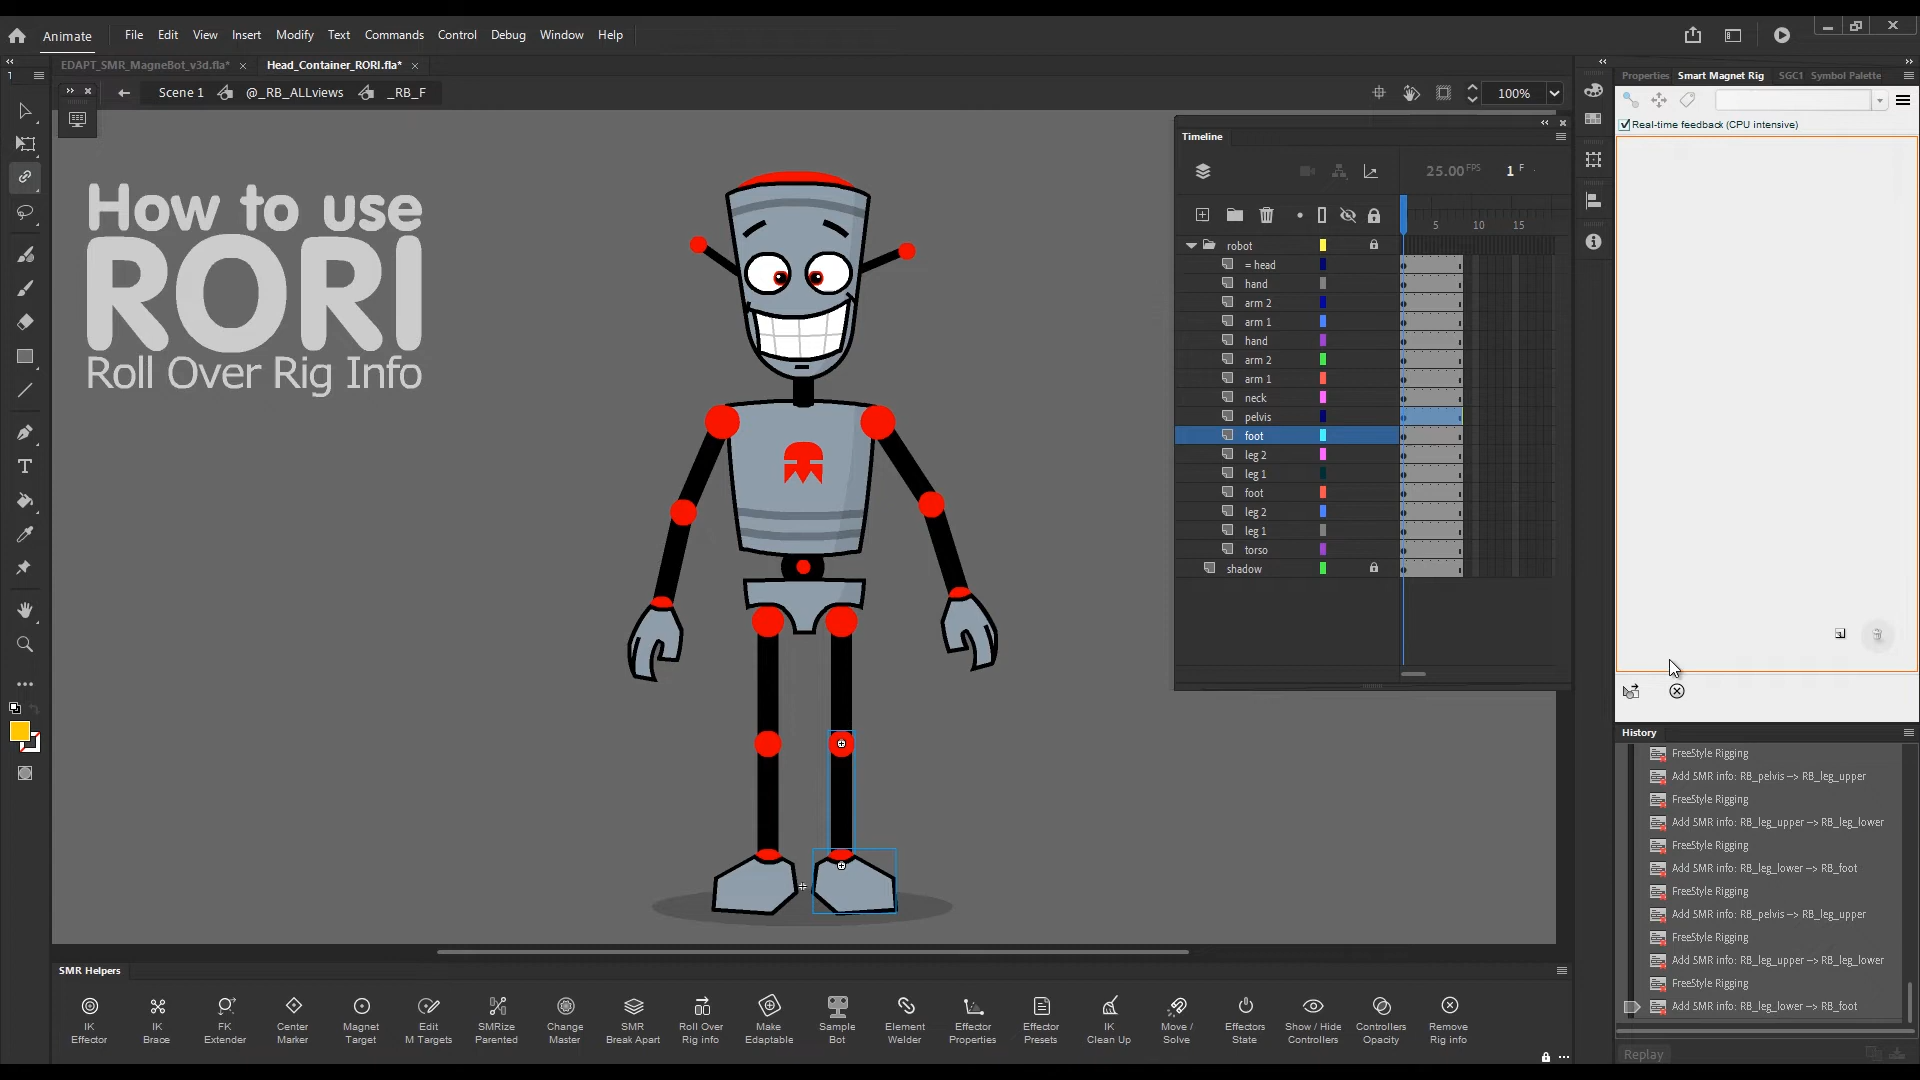 Animate
File Edit View Insert Modify Text Commands Control Debug Window Help
EDAPT_SMR_MagneBot_v3d.fla*
Head_Container_RORI.fla*
Scene 1
@_RB_ALLviews
_RB_F
100%
How to use
RORI
Roll Over Rig Info
Timeline
25.00 FPS
1 F
5 10 15
robot
= head
hand
arm 2
arm 1
hand
arm 2
arm 1
neck
pelvis
foot
leg 2
leg 1
foot
leg 2
leg 1
torso
shadow
Properties Smart Magnet Rig SGC1 Symbol Palette
Real-time feedback (CPU intensive)
History
FreeStyle Rigging
Add SMR info: RB_pelvis --> RB_leg_upper
FreeStyle Rigging
Add SMR info: RB_leg_upper --> RB_leg_lower
FreeStyle Rigging
Add SMR info: RB_leg_lower --> RB_foot
FreeStyle Rigging
Add SMR info: RB_pelvis --> RB_leg_upper
FreeStyle Rigging
Add SMR info: RB_leg_upper --> RB_leg_lower
FreeStyle Rigging
Add SMR info: RB_leg_lower --> RB_foot
Replay
SMR Helpers
IK Effector
IK Brace
FK Extender
Center Marker
Magnet Target
Edit M Targets
SMRize Parented
Change Master
SMR Break Apart
Roll Over Rig info
Make Adaptable
Sample Bot
Element Welder
Effector Properties
Effector Presets
IK Clean Up
Move / Solve
Effectors State
Show / Hide Controllers
Controllers Opacity
Remove Rig info